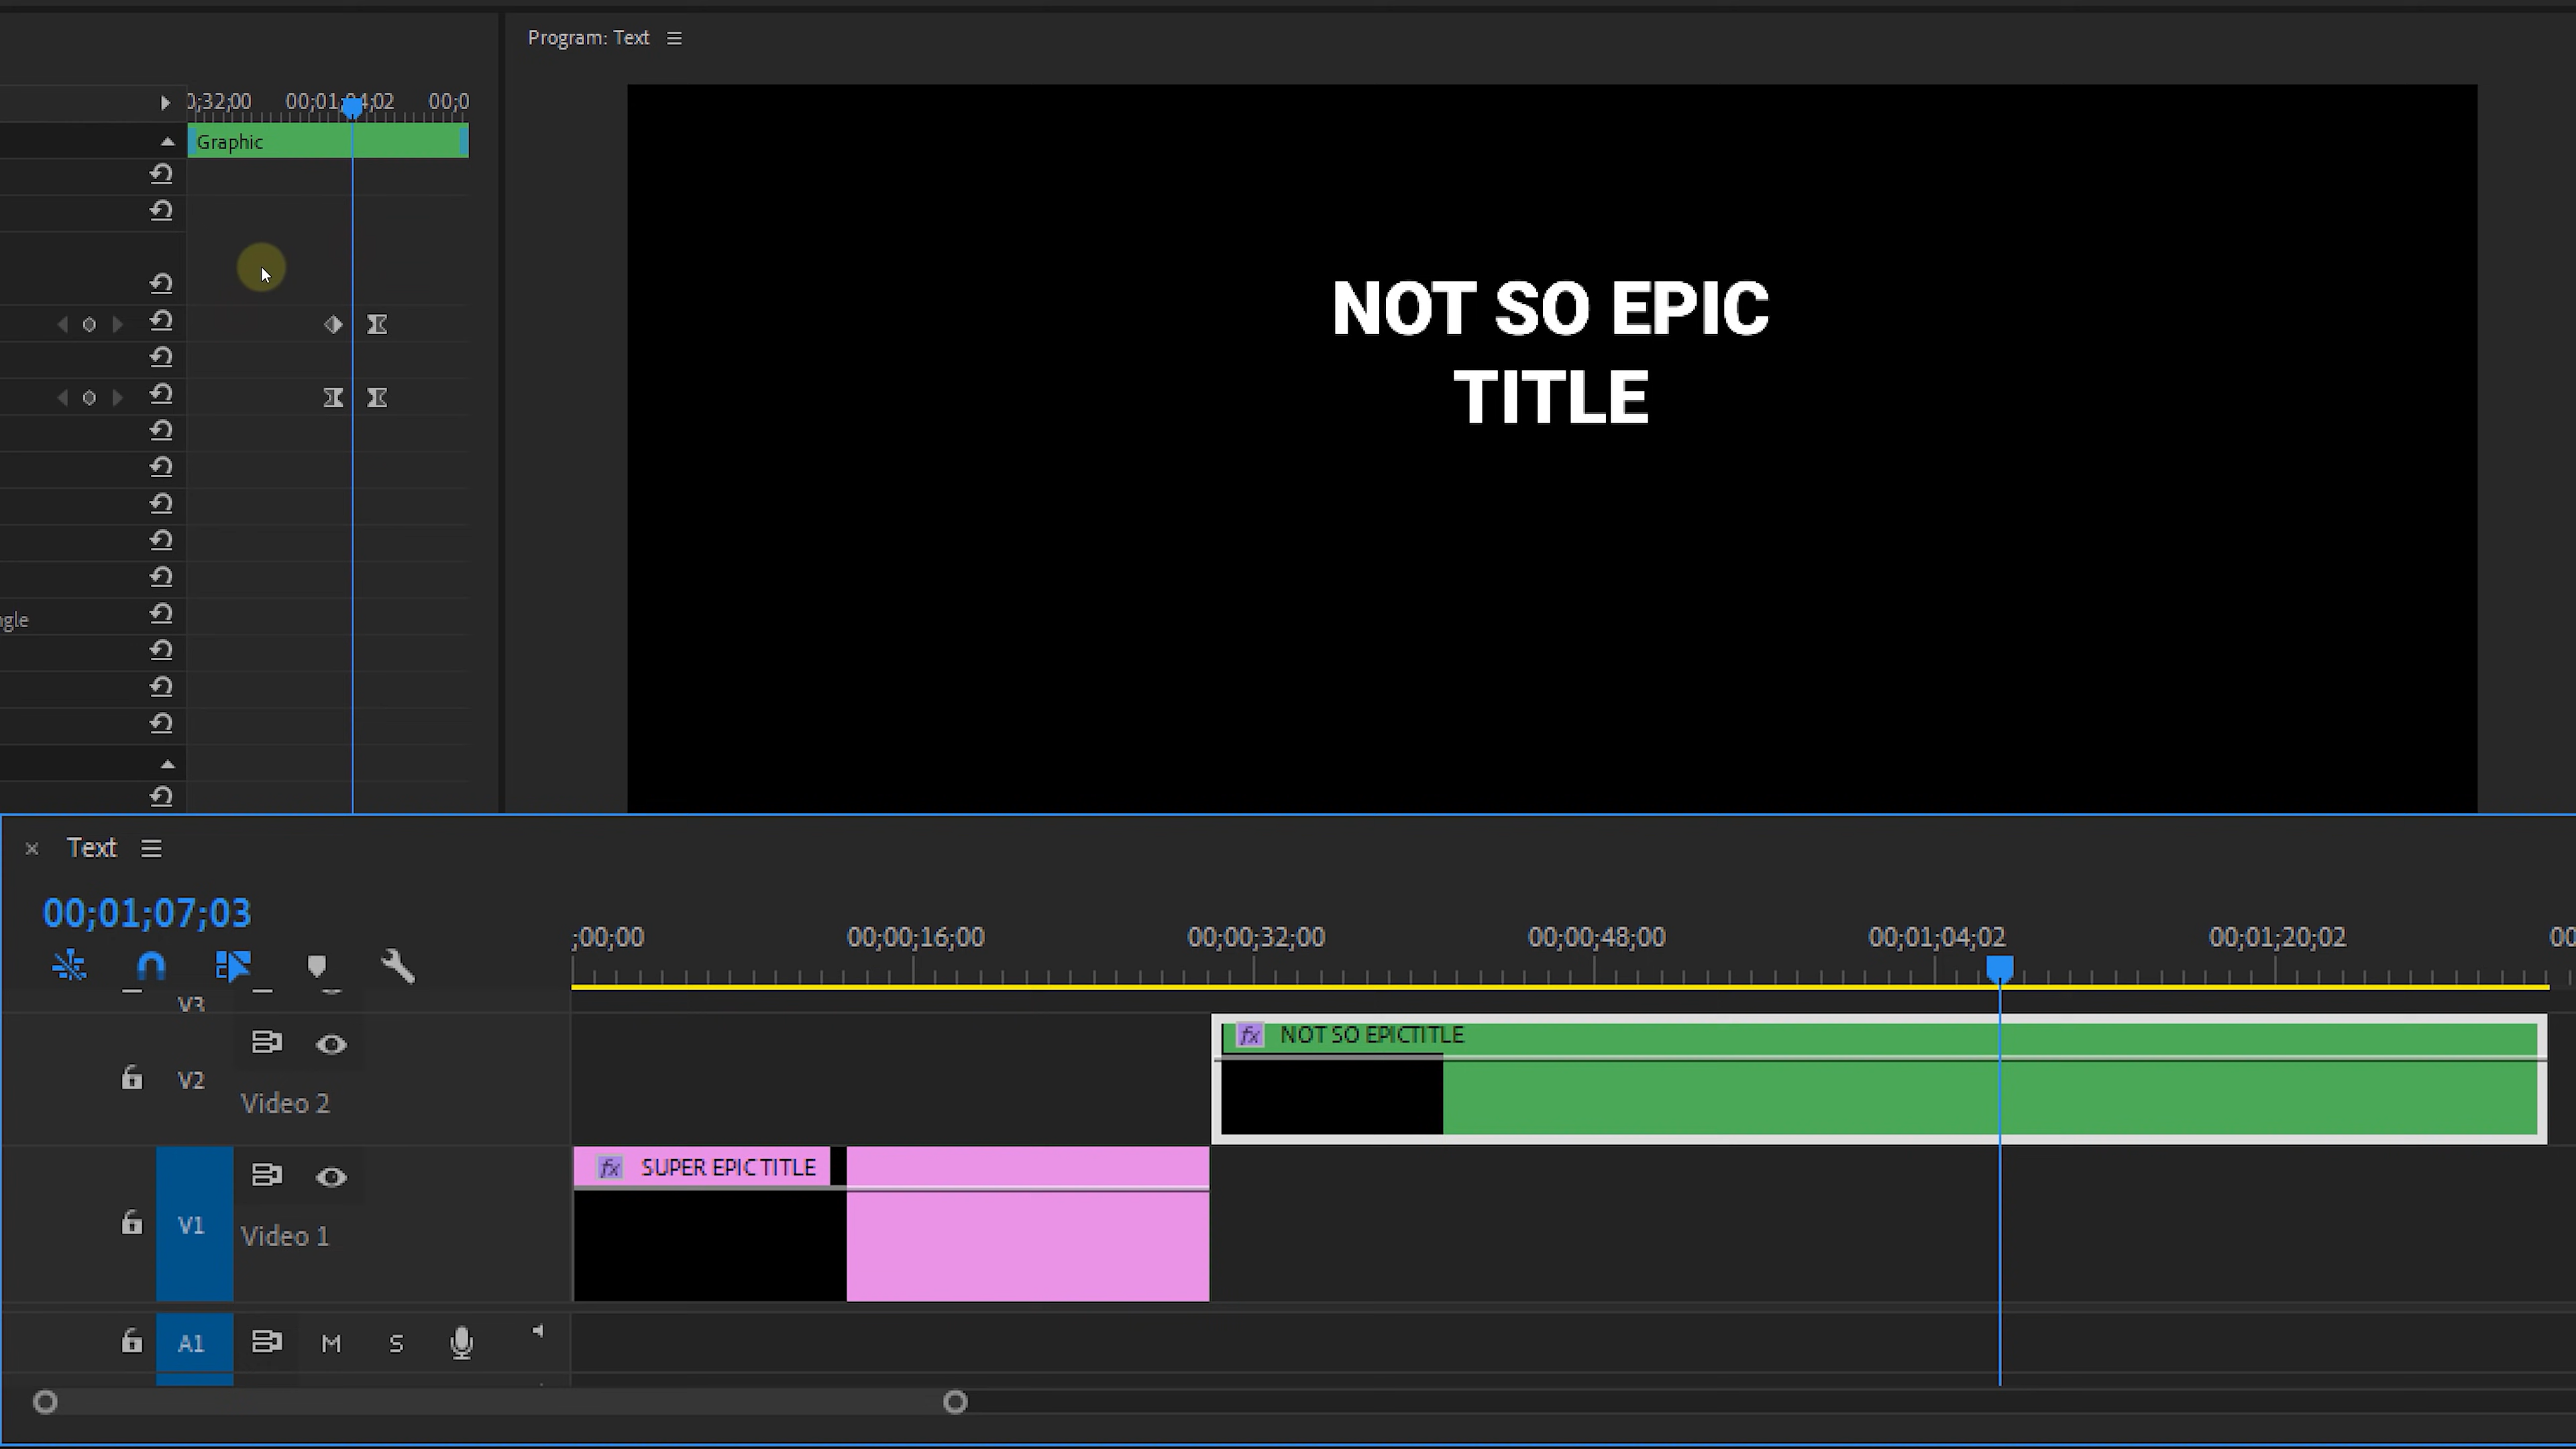 Program: Text
0;32;00 00;01;04;02 00;0
Graphic
NOT SO EPIC
TITLE
ngle
Text
00;01;07;03
;00;00 00;00;16;00 00;00;32;00 00;00;48;00 00;01;04;02 00;01;20;02 00
V3
fx NOT SO EPICTITLE
V2
Video 2
fx SUPER EPIC TITLE
V1
Video 1
A1 M S